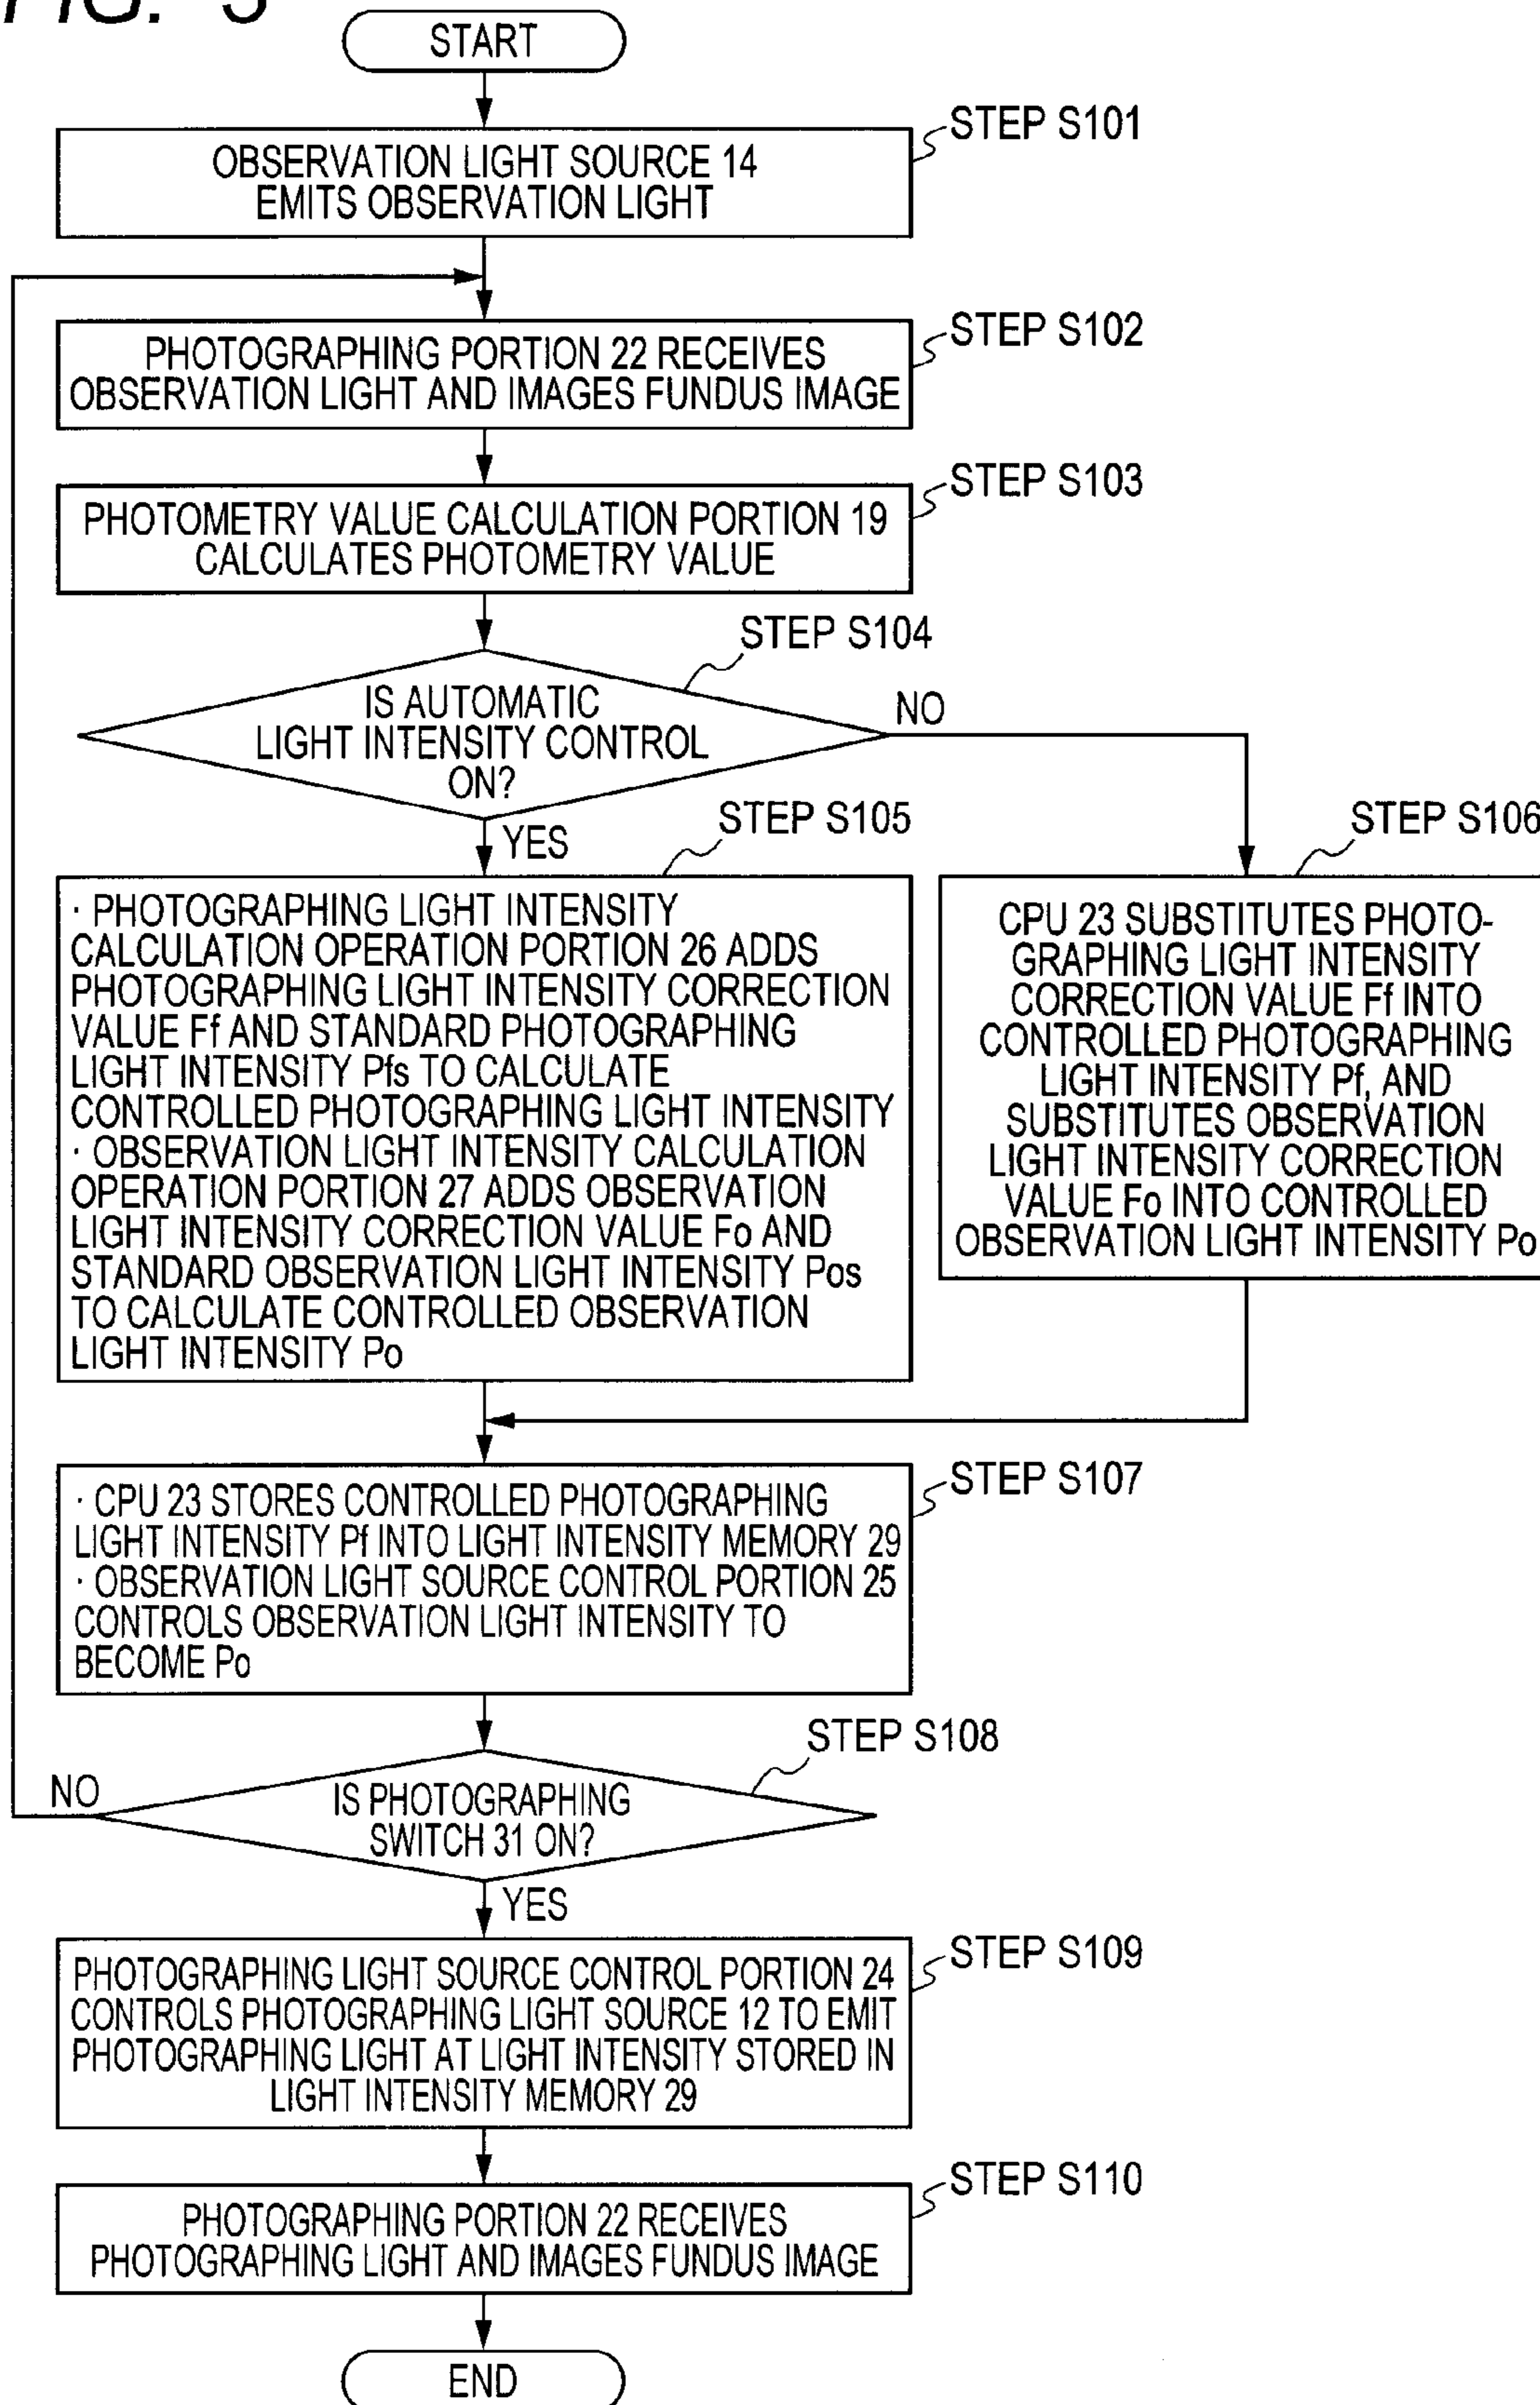 FIG. 3
START
STEP S101
OBSERVATION LIGHT SOURCE 14
EMITS OBSERVATION LIGHT
STEP S102
PHOTOGRAPHING PORTION 22 RECEIVES
OBSERVATION LIGHT AND IMAGES FUNDUS IMAGE
STEP S103
PHOTOMETRY VALUE CALCULATION PORTION 19
CALCULATES PHOTOMETRY VALUE
STEP S104
IS AUTOMATIC
LIGHT INTENSITY CONTROL
ON?
NO
YES
STEP S105
· PHOTOGRAPHING LIGHT INTENSITY
CALCULATION OPERATION PORTION 26 ADDS
PHOTOGRAPHING LIGHT INTENSITY CORRECTION
VALUE Ff AND STANDARD PHOTOGRAPHING
LIGHT INTENSITY Pfs TO CALCULATE
CONTROLLED PHOTOGRAPHING LIGHT INTENSITY
· OBSERVATION LIGHT INTENSITY CALCULATION
OPERATION PORTION 27 ADDS OBSERVATION
LIGHT INTENSITY CORRECTION VALUE Fo AND
STANDARD OBSERVATION LIGHT INTENSITY Pos
TO CALCULATE CONTROLLED OBSERVATION
LIGHT INTENSITY Po
STEP S106
CPU 23 SUBSTITUTES PHOTO-
GRAPHING LIGHT INTENSITY
CORRECTION VALUE Ff INTO
CONTROLLED PHOTOGRAPHING
LIGHT INTENSITY Pf, AND
SUBSTITUTES OBSERVATION
LIGHT INTENSITY CORRECTION
VALUE Fo INTO CONTROLLED
OBSERVATION LIGHT INTENSITY Po
STEP S107
· CPU 23 STORES CONTROLLED PHOTOGRAPHING
LIGHT INTENSITY Pf INTO LIGHT INTENSITY MEMORY 29
· OBSERVATION LIGHT SOURCE CONTROL PORTION 25
CONTROLS OBSERVATION LIGHT INTENSITY TO
BECOME Po
STEP S108
NO
IS PHOTOGRAPHING
SWITCH 31 ON?
YES
STEP S109
PHOTOGRAPHING LIGHT SOURCE CONTROL PORTION 24
CONTROLS PHOTOGRAPHING LIGHT SOURCE 12 TO EMIT
PHOTOGRAPHING LIGHT AT LIGHT INTENSITY STORED IN
LIGHT INTENSITY MEMORY 29
STEP S110
PHOTOGRAPHING PORTION 22 RECEIVES
PHOTOGRAPHING LIGHT AND IMAGES FUNDUS IMAGE
END